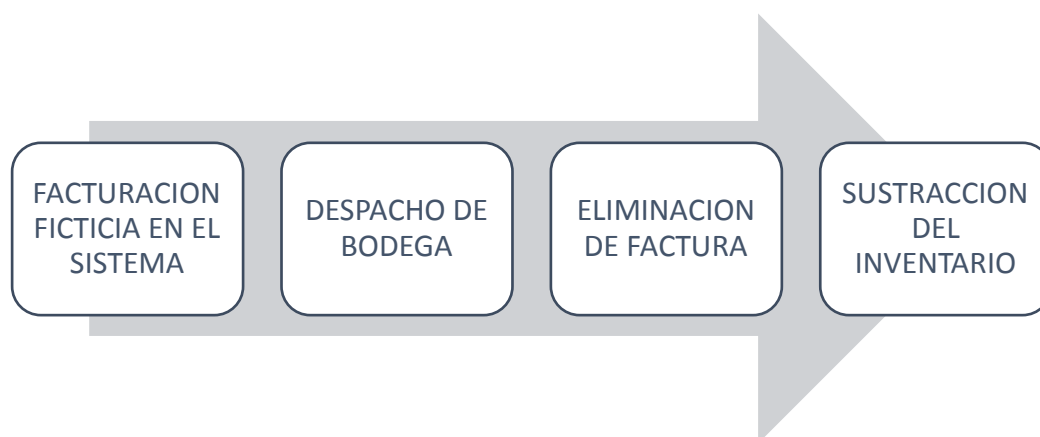 FACTURACION
FICTICIA EN EL
SISTEMA
DESPACHO DE
BODEGA
ELIMINACION
DE FACTURA
SUSTRACCION
DEL
INVENTARIO